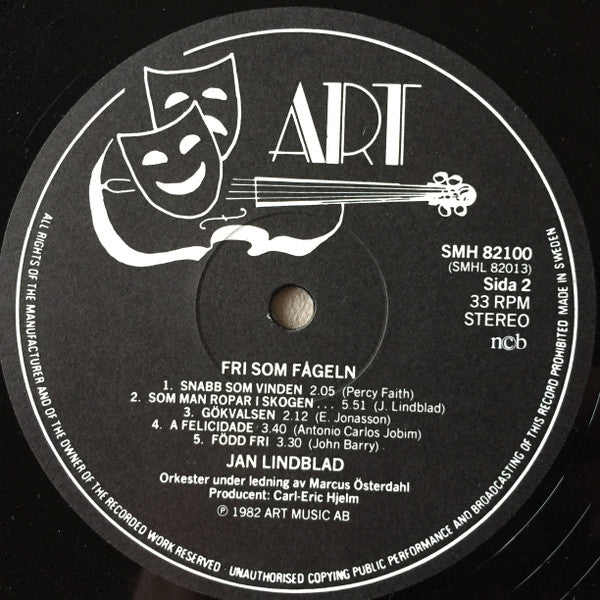 ART
SMH 82100
(SMHL 82013)
Sida 2
33 RPM
STEREO
ncb
FRI SOM FÅGELN
1. SNABB SOM VINDEN 2.05 (Percy Faith)
2. SOM MAN ROPAR I SKOGEN . . . 5.51 (J. Lindblad)
3. GÖKVALSEN 2.12 (E. Jonasson)
4. A FELICIDADE 3.40 (Antonio Carlos Jobim)
5. FÖDD FRI 3.30 (John Barry)
JAN LINDBLAD
Orkester under ledning av Marcus Österdahl
Producent: Carl-Eric Hjelm
℗ 1982 ART MUSIC AB
ALL RIGHTS OF THE MANUFACTURER AND OF THE OWNER OF THE RECORDED WORK RESERVED · UNAUTHORISED COPYING PUBLIC PERFORMANCE AND BROADCASTING OF THIS RECORD PROHIBITED MADE IN SWEDEN